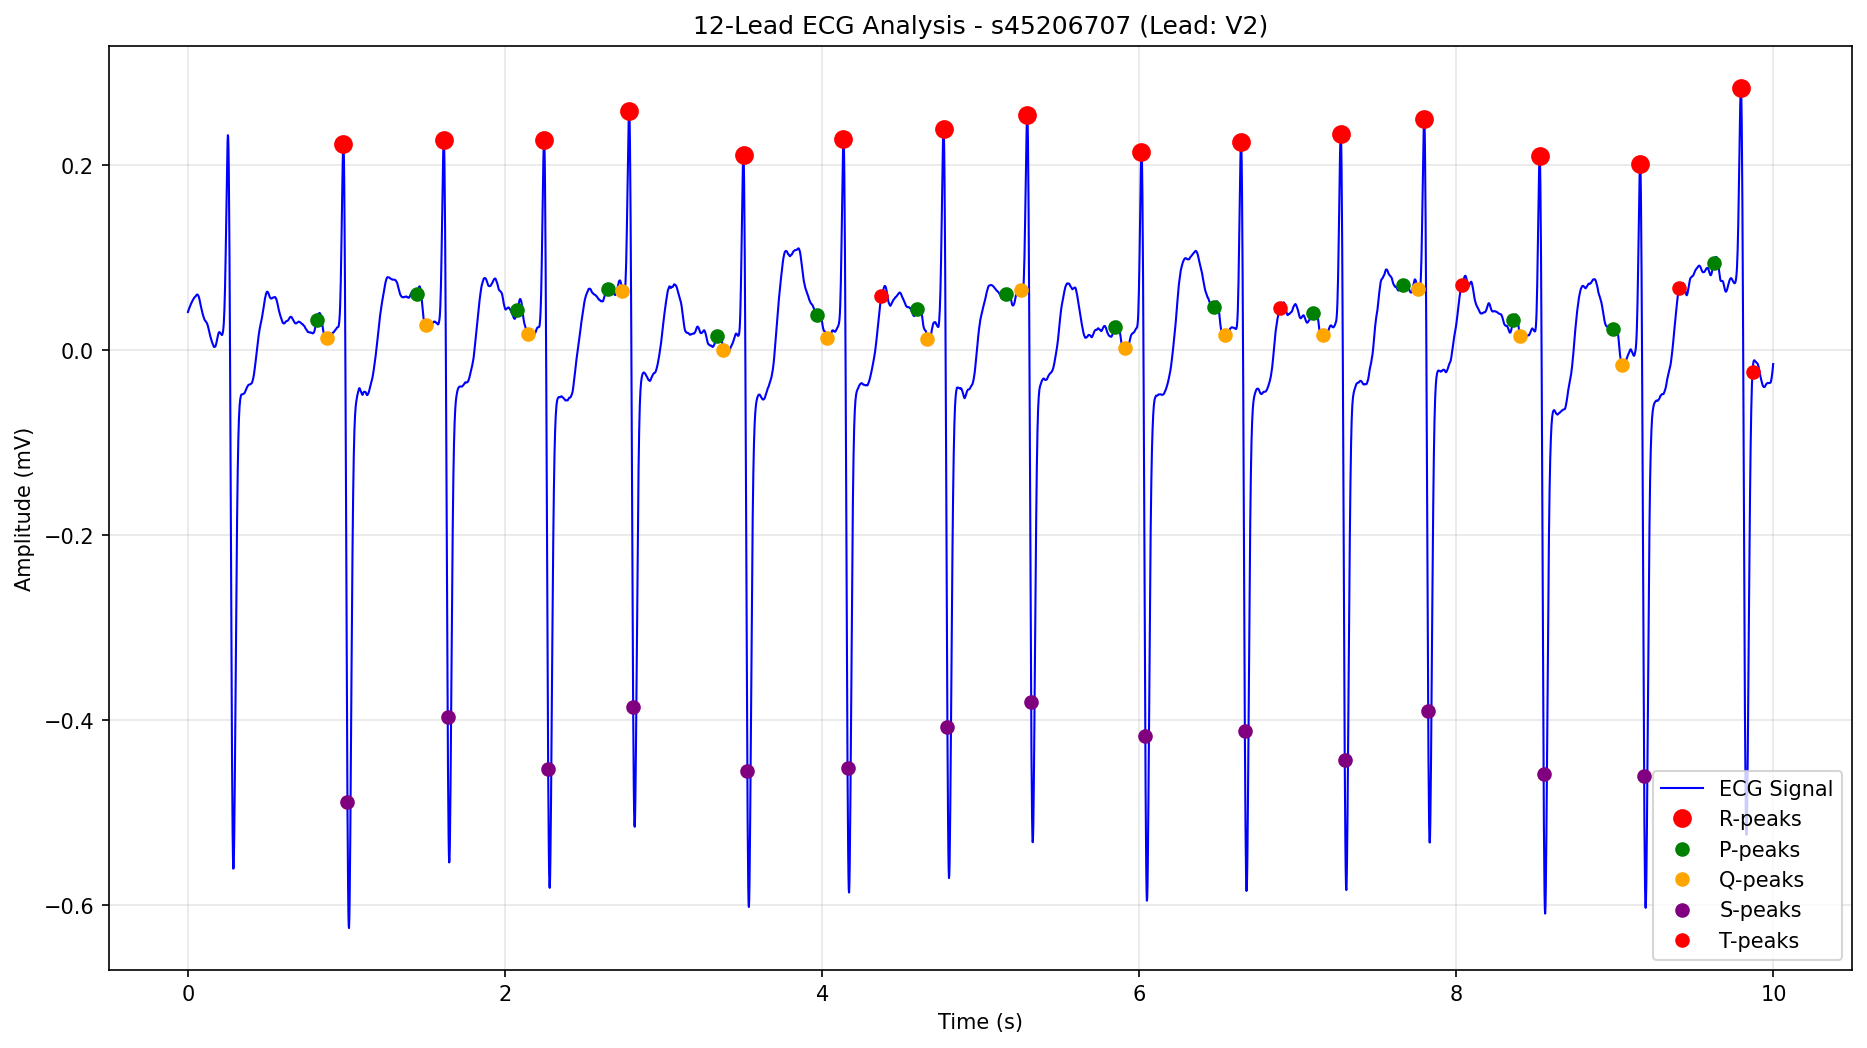 12-Lead ECG Analysis - s45206707 (Lead: V2)
Amplitude (mV)
0.2
0.0
−0.2
−0.4
−0.6
0
2
4
6
8
10
Time (s)
ECG Signal
R-peaks
P-peaks
Q-peaks
S-peaks
T-peaks